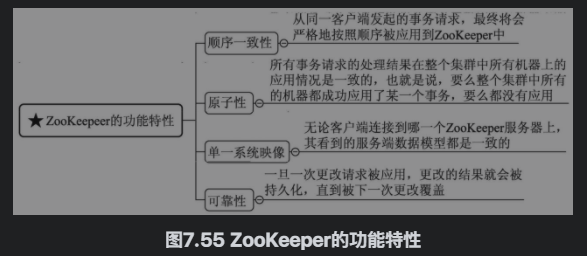 从同一客户端发起的事务请求，最终将会
严格地按照顺序被应用到ZooKeeper中
顺序一致性
所有事务请求的处理结果在整个集群中所有机器上的
应用情况是一致的，也就是说，要么整个集群中所有
的机器都成功应用了某一个事务，要么都没有应用
原子性
★ZooKeepeer的功能特性
无论客户端连接到哪一个ZooKeeper服务器上，
其看到的服务端数据模型都是一致的
单一系统映像
一旦一次更改请求被应用，更改的结果就会被
持久化，直到被下一次更改覆盖
可靠性
图7.55 ZooKeeper的功能特性